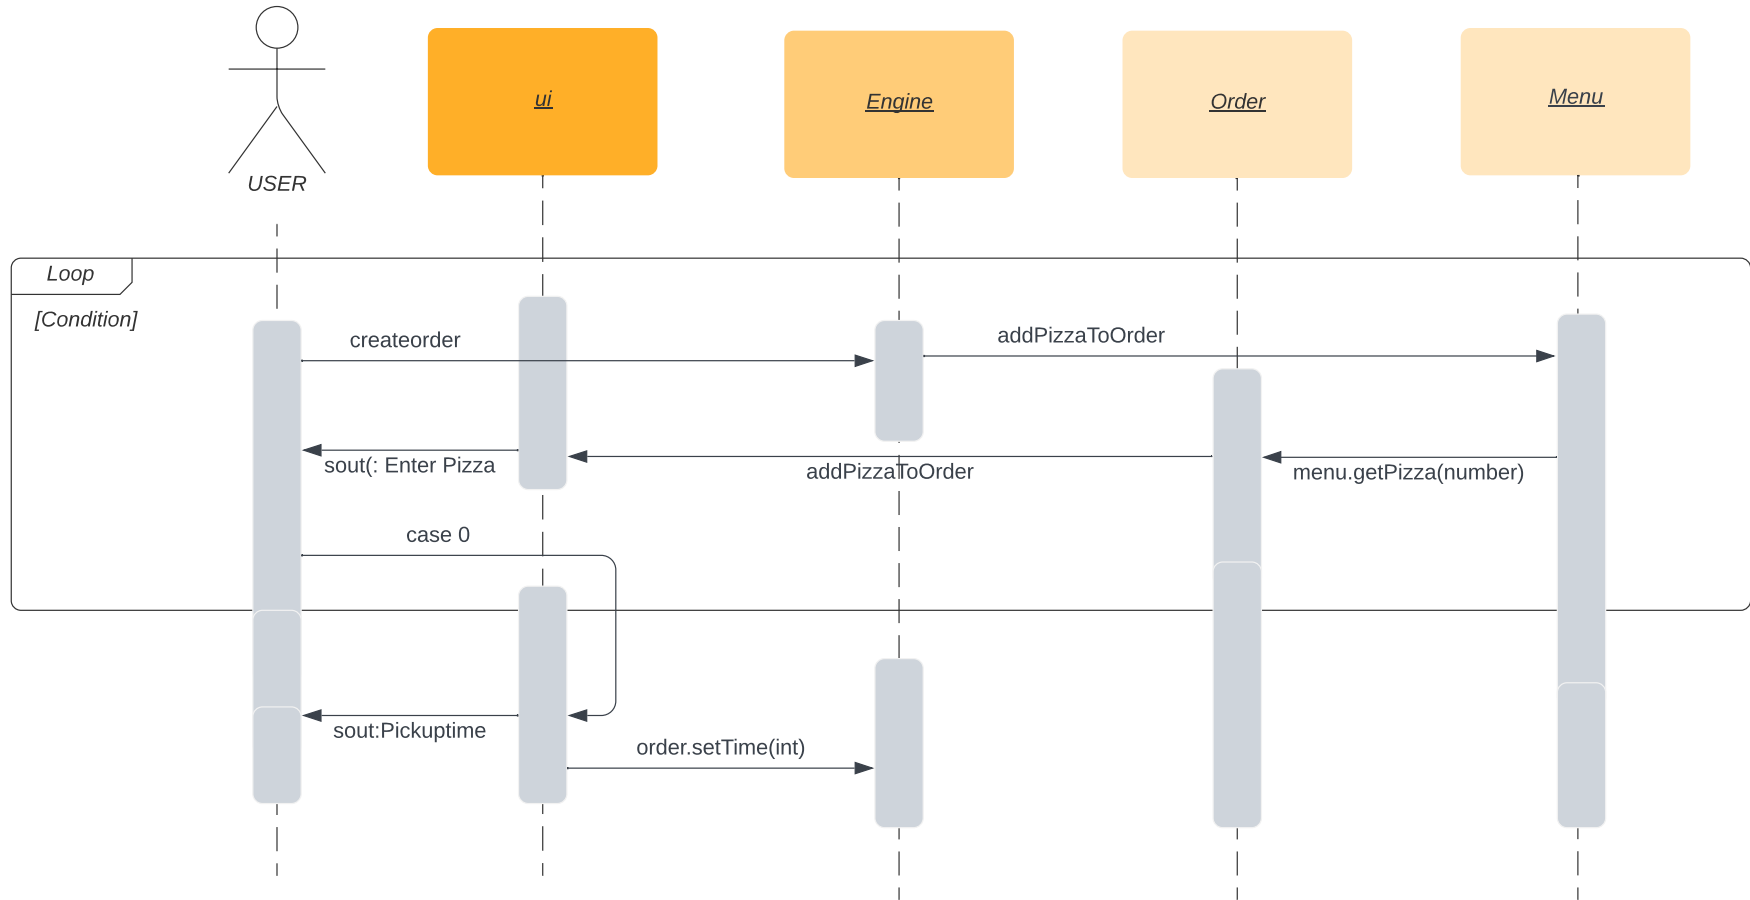 USER
ui
Engine
Order
Menu
Loop
[Condition]
createorder
addPizzaToOrder
sout(: Enter Pizza
addPizzaToOrder
menu.getPizza(number)
case 0
sout:Pickuptime
order.setTime(int)